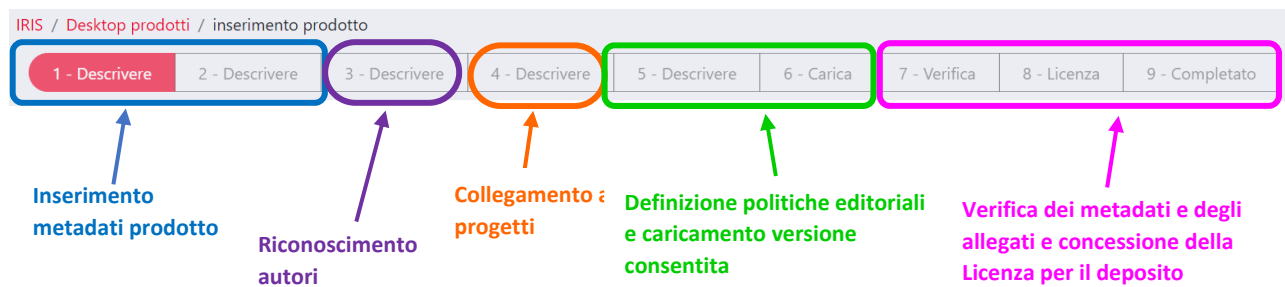 IRIS / Desktop prodotti / inserimento prodotto
1 - Descrivere 2 - Descrivere 3 - Descrivere 4 - Descrivere 5 - Descrivere 6 - Carica 7 - Verifica 8 - Licenza 9 - Completato
Inserimento
metadati prodotto
Riconoscimento
autori
Collegamento a
progetti
Definizione politiche editoriali
e caricamento versione
consentita
Verifica dei metadati e degli
allegati e concessione della
Licenza per il deposito